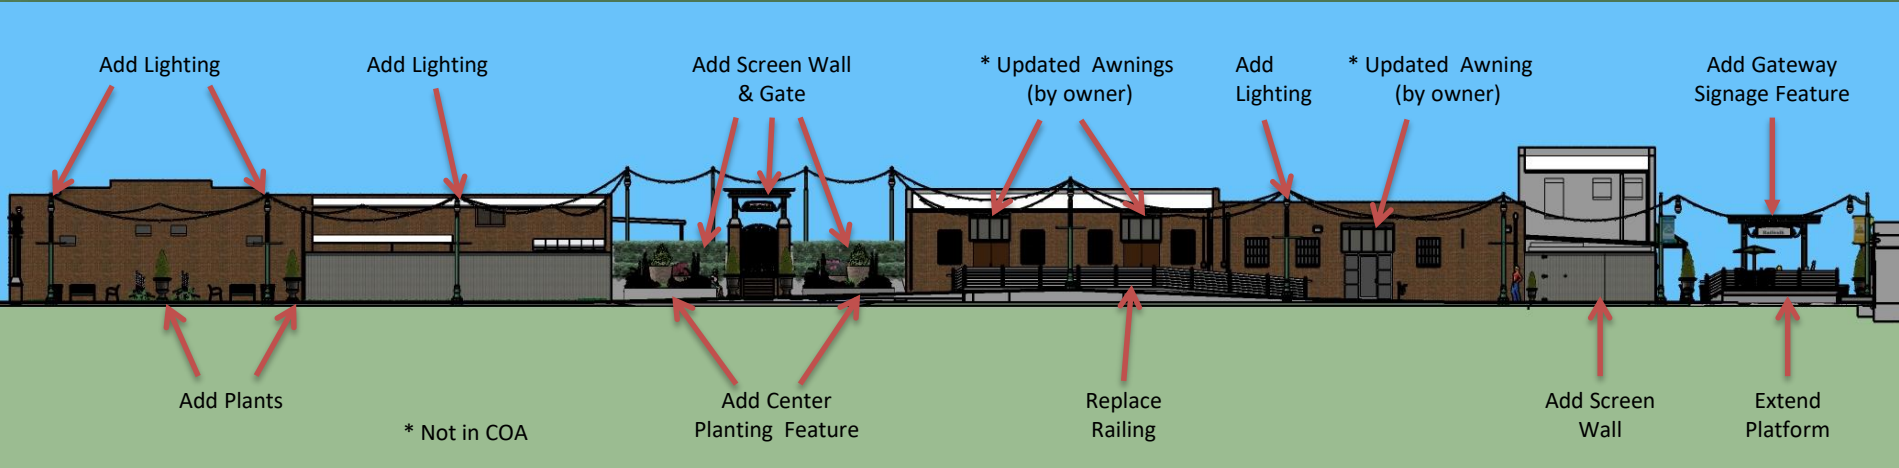 Add Lighting
Add Lighting
Add Screen Wall
& Gate
* Updated Awnings
(by owner)
Add
Lighting
* Updated Awning
(by owner)
Add Gateway
Signage Feature
Add Plants
* Not in COA
Add Center
Planting Feature
Replace
Railing
Add Screen
Wall
Extend
Platform